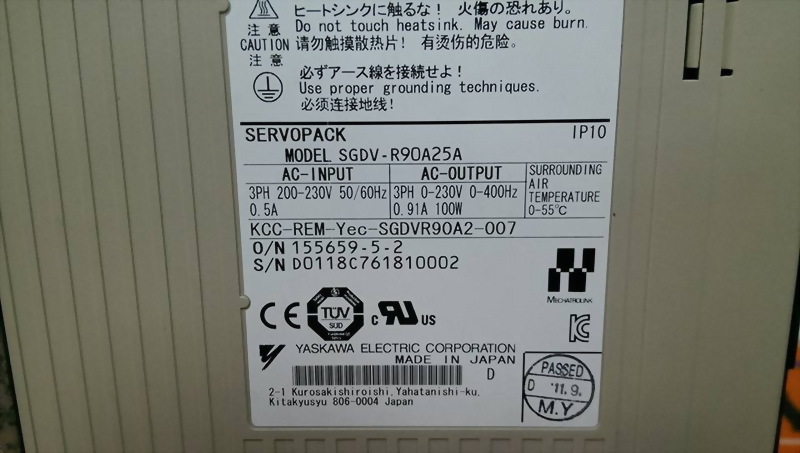 ヒートシンクに触るな! 火傷の恐れあり。
注意 Do not touch heatsink. May cause burn.
CAUTION 请勿触摸散热片! 有烫伤的危险。
注意
必ずアース線を接続せよ!
Use proper grounding techniques.
必须连接地线!
SERVOPACK IP10
MODEL SGDV-R90A25A
AC-INPUT AC-OUTPUT SURROUNDING AIR TEMPERATURE
3PH 200-230V 50/60Hz 3PH 0-230V 0-400Hz
0.5A 0.91A 100W 0-55℃
KCC-REM-Yec-SGDVR90A2-007
O/N 155659-5-2
S/N D0118C761810002
MECHATROLINK
CE TÜV SÜD c RU US
YASKAWA ELECTRIC CORPORATION
MADE IN JAPAN D
2-1 Kurosakishiroishi, Yahatanishi-ku,
Kitakyusyu 806-0004 Japan
PASSED
D '11.9.
M.Y